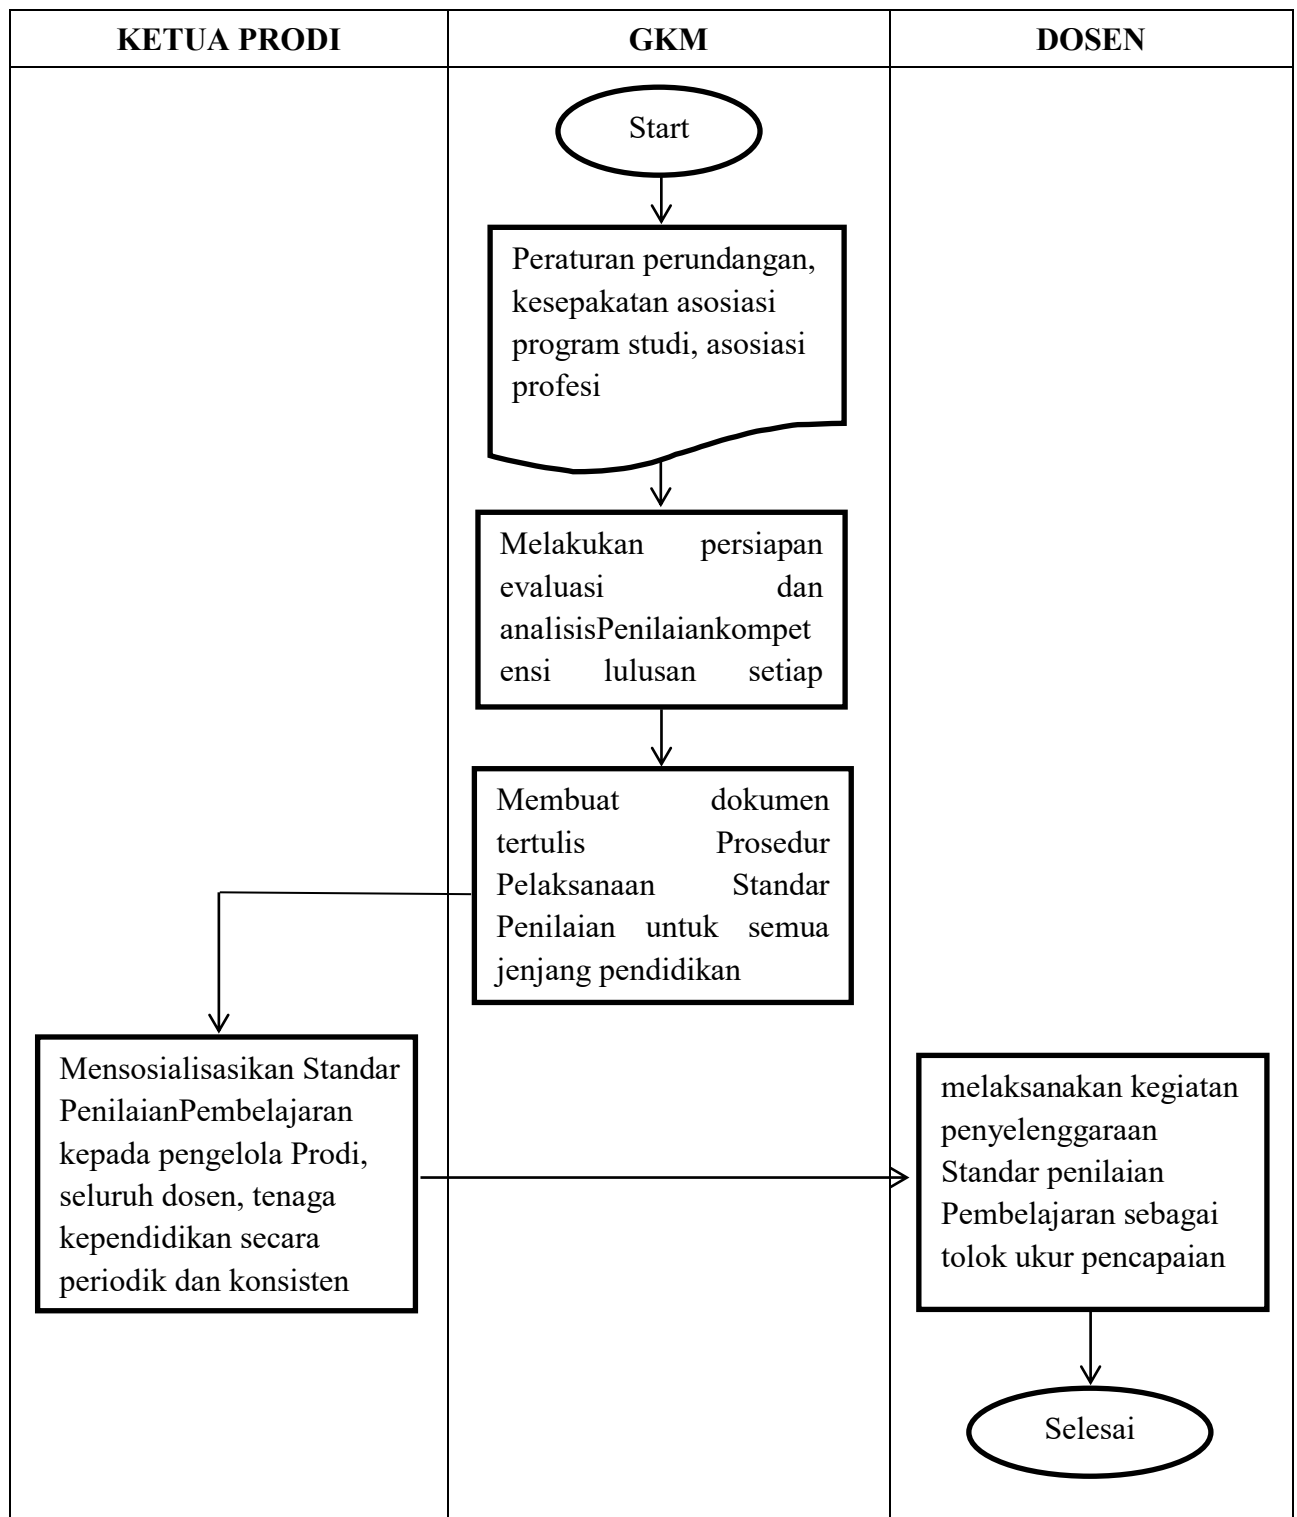 KETUA PRODI
GKM
DOSEN
Start
Peraturan perundangan,
kesepakatan asosiasi
program studi, asosiasi
profesi
Melakukan persiapan
evaluasi dan
analisisPenilaiankompet
ensi lulusan setiap
Membuat dokumen
tertulis Prosedur
Pelaksanaan Standar
Penilaian untuk semua
jenjang pendidikan
Mensosialisasikan Standar
PenilaianPembelajaran
kepada pengelola Prodi,
seluruh dosen, tenaga
kependidikan secara
periodik dan konsisten
melaksanakan kegiatan
penyelenggaraan
Standar penilaian
Pembelajaran sebagai
tolok ukur pencapaian
Selesai